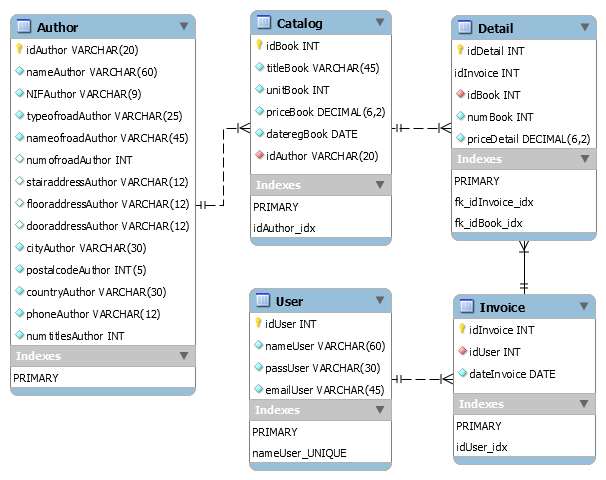 Author
idAuthor VARCHAR(20)
nameAuthor VARCHAR(60)
NIFAuthor VARCHAR(9)
typeofroadAuthor VARCHAR(25)
nameofroadAuthor VARCHAR(45)
numofroadAuthor INT
stairaddressAuthor VARCHAR(12)
flooraddressAuthor VARCHAR(12)
dooraddressAuthor VARCHAR(12)
cityAuthor VARCHAR(30)
postalcodeAuthor INT(5)
countryAuthor VARCHAR(30)
phoneAuthor VARCHAR(12)
numtitlesAuthor INT
Indexes
PRIMARY
Catalog
idBook INT
titleBook VARCHAR(45)
unitBook INT
priceBook DECIMAL(6,2)
dateregBook DATE
idAuthor VARCHAR(20)
Indexes
PRIMARY
idAuthor_idx
Detail
idDetail INT
idInvoice INT
idBook INT
numBook INT
priceDetail DECIMAL(6,2)
Indexes
PRIMARY
fk_idInvoice_idx
fk_idBook_idx
User
idUser INT
nameUser VARCHAR(60)
passUser VARCHAR(30)
emailUser VARCHAR(45)
Indexes
PRIMARY
nameUser_UNIQUE
Invoice
idInvoice INT
idUser INT
dateInvoice DATE
Indexes
PRIMARY
idUser_idx